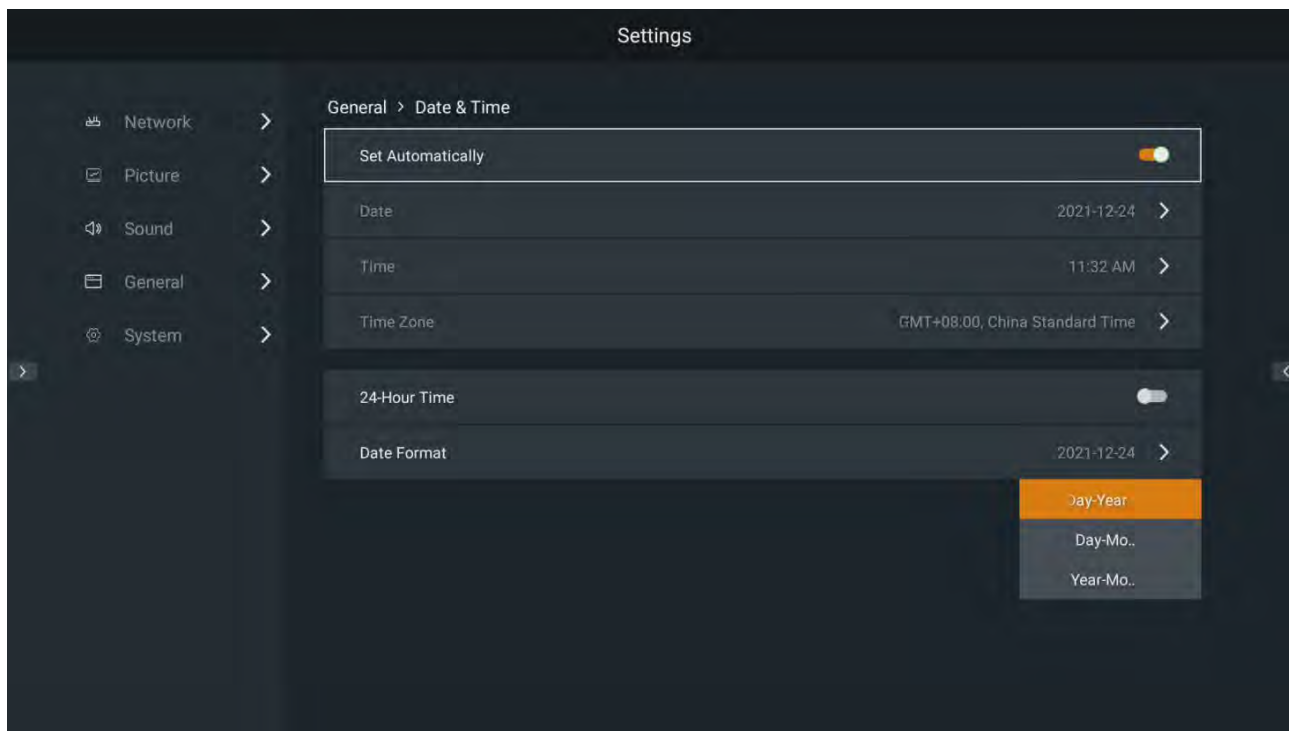 Settings
Network
Picture
Sound
General
System
General > Date & Time
Set Automatically
Date 2021-12-24
Time 11:32 AM
Time Zone GMT+08:00, China Standard Time
24-Hour Time
Date Format 2021-12-24
Day-Year
Day-Mo..
Year-Mo..